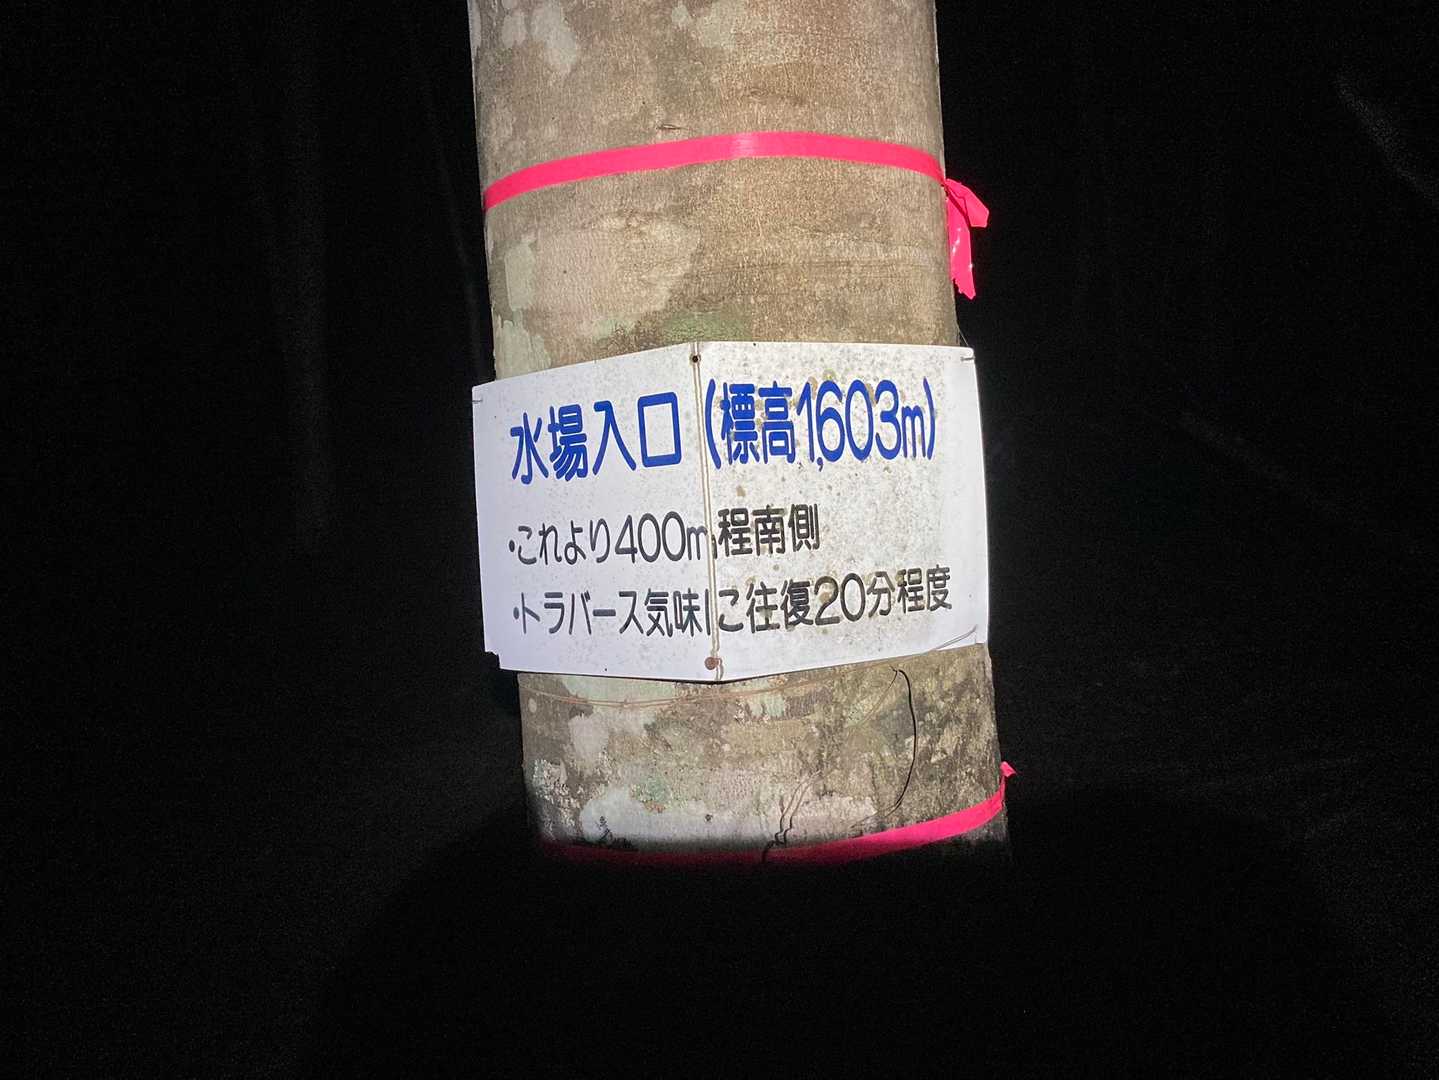 水場入口(標高1,603m)
・これより400m程南側
・トラバース気味に往復20分程度